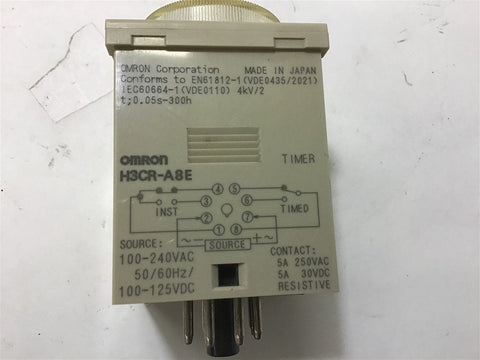 OMRON Corporation MADE IN JAPAN
Conforms to EN61812-1(VDE0435/2021)
IEC60664-1(VDE0110) 4kV/2
t;0.05s-300h
OMRON TIMER
H3CR-A8E
4 5
3 6
INST TIMED
2 7
1 8
~− SOURCE +~
SOURCE: CONTACT:
100-240VAC 5A 250VAC
50/60Hz/ 5A 30VDC
100-125VDC RESISTIVE